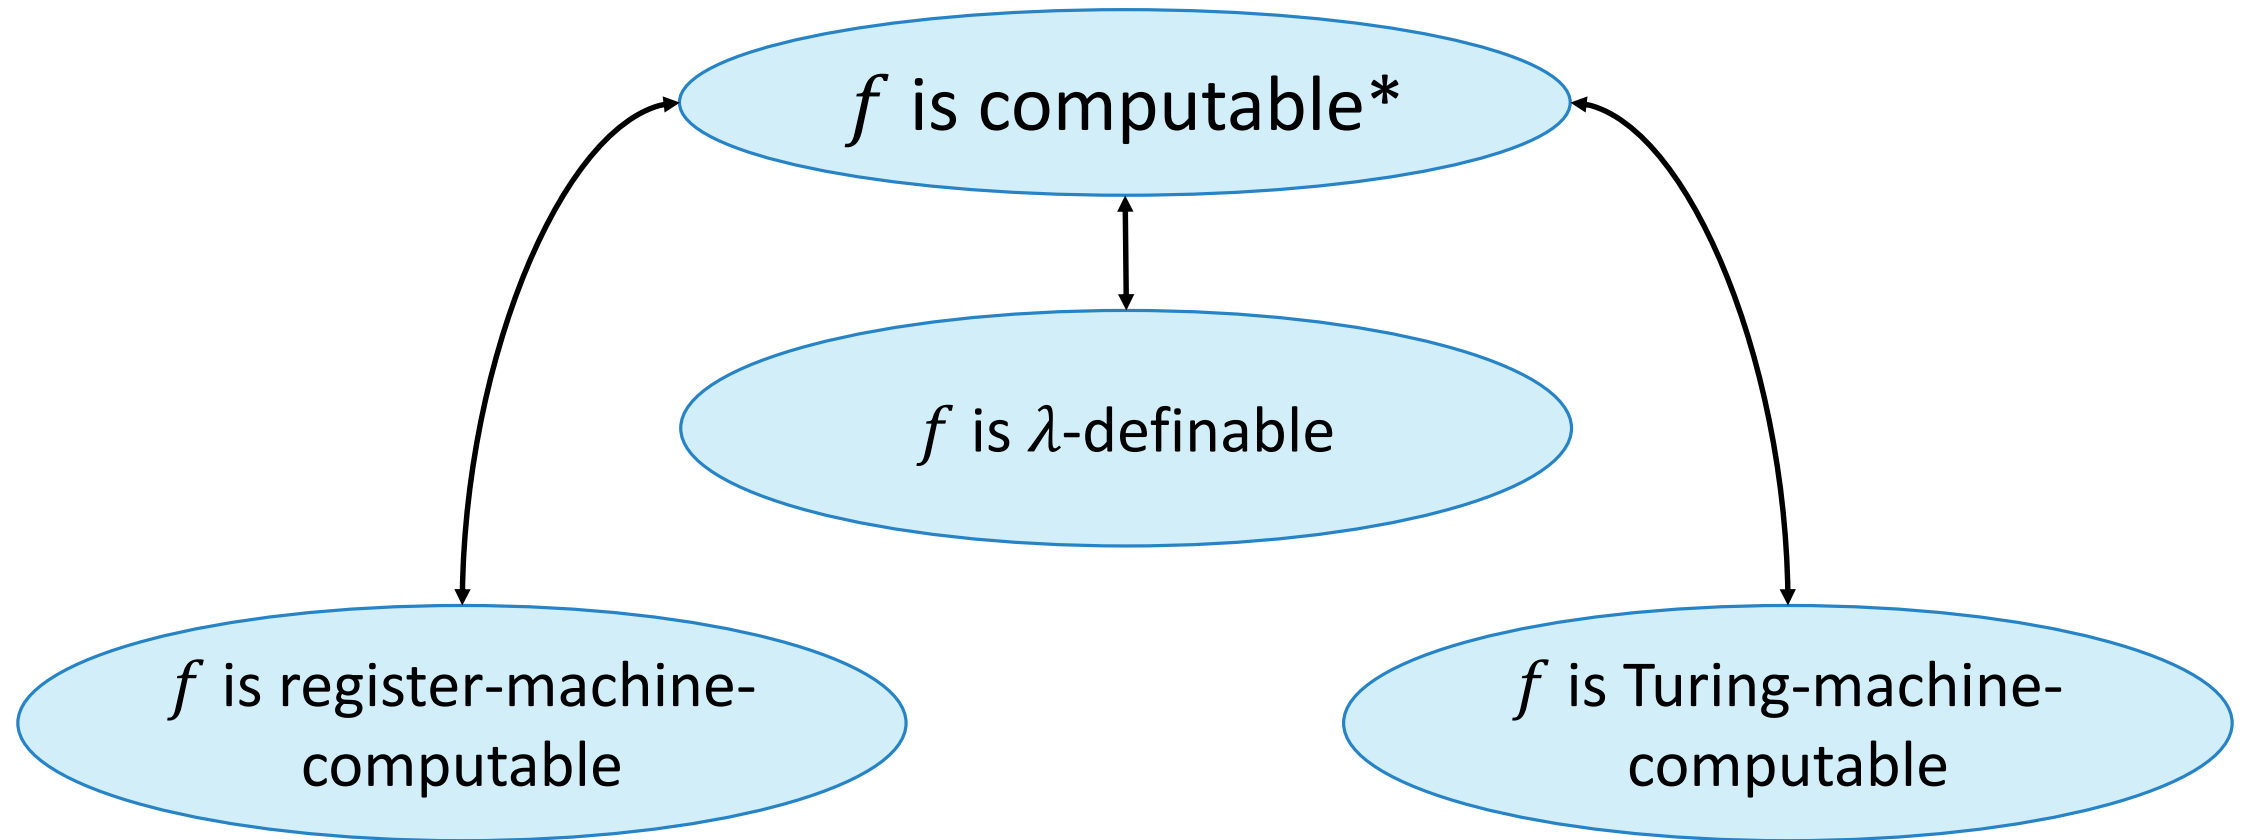 f is computable*
f is λ-definable
f is register-machine-
computable
f is Turing-machine-
computable